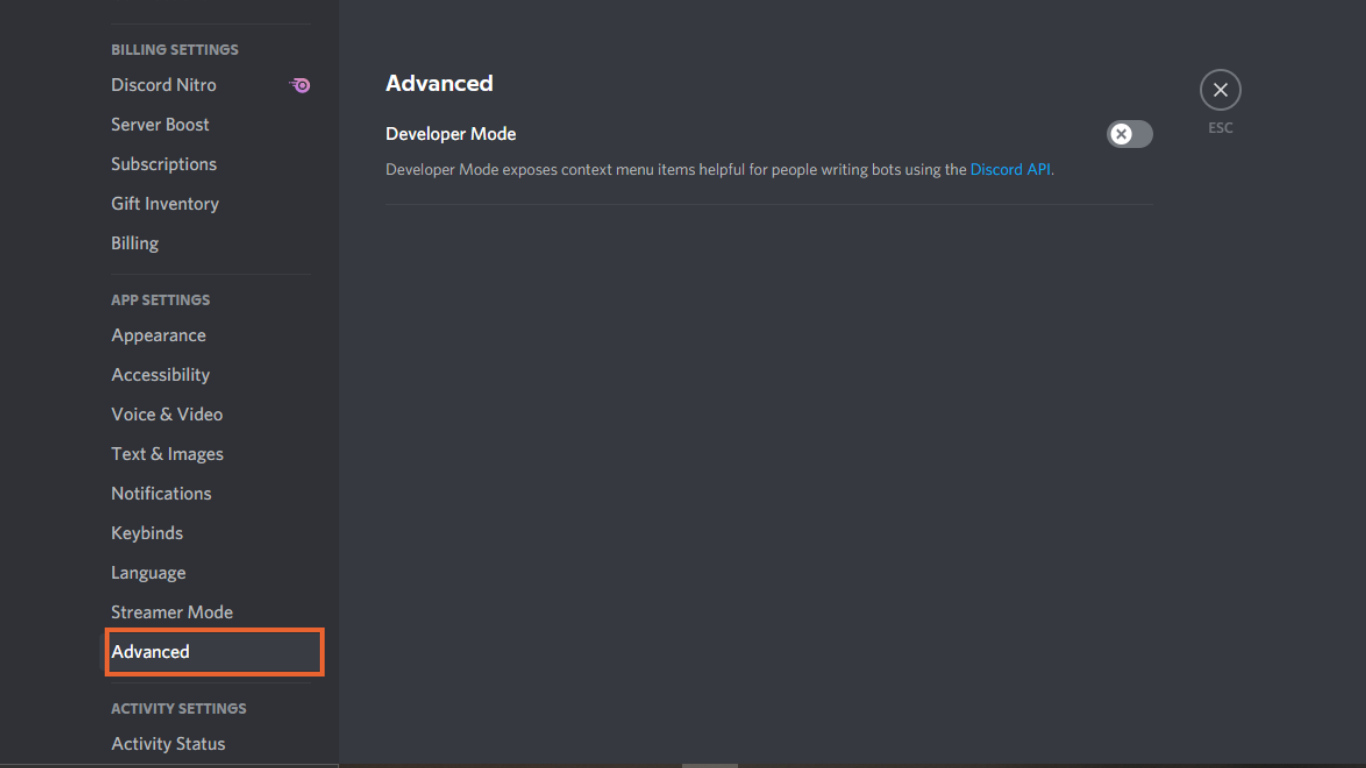 BILLING SETTINGS
Discord Nitro
Server Boost
Subscriptions
Gift Inventory
Billing
APP SETTINGS
Appearance
Accessibility
Voice & Video
Text & Images
Notifications
Keybinds
Language
Streamer Mode
Advanced
ACTIVITY SETTINGS
Activity Status
Advanced
Developer Mode
Developer Mode exposes context menu items helpful for people writing bots using the Discord API.
ESC